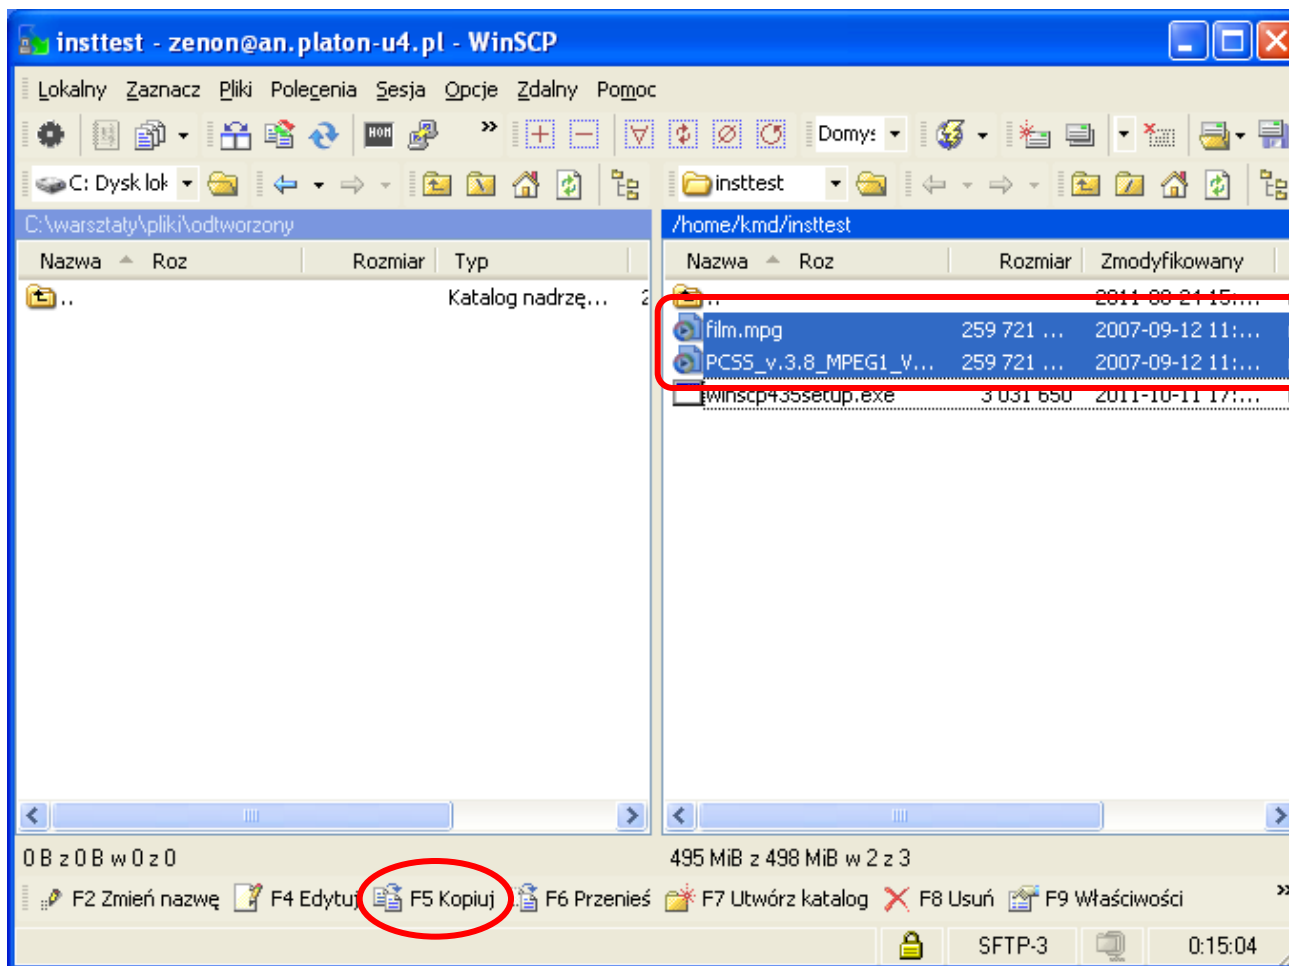 insttest - zenon@an.platon-u4.pl - WinSCP
Lokalny Zaznacz Pliki Polecenia Sesja Opcje Zdalny Pomoc
Domy
C: Dysk lok insttest
C:\warsztaty\pliki\odtworzony /home/kmd/insttest
Nazwa Roz Rozmiar Typ Nazwa Roz Rozmiar Zmodyfikowany
.. Katalog nadrzę... 2 ..
film.mpg 259 721 ... 2007-09-12 11:...
PCSS_v.3.8_MPEG1_V... 259 721 ... 2007-09-12 11:...
winscp435setup.exe 3 031 650 2011-10-11 17:...
0 B z 0 B w 0 z 0 495 MiB z 498 MiB w 2 z 3
F2 Zmień nazwę F4 Edytuj F5 Kopiuj F6 Przenieś F7 Utwórz katalog F8 Usuń F9 Właściwości
SFTP-3 0:15:04